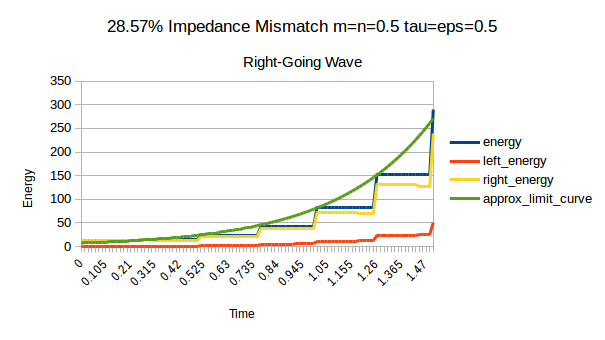 28.57% Impedance Mismatch m=n=0.5 tau=eps=0.5
Right-Going Wave
350
300
250
200
150
100
50
0
Energy
0
0.105
0.21
0.315
0.42
0.525
0.63
0.735
0.84
0.945
1.05
1.155
1.26
1.365
1.47
Time
energy
left_energy
right_energy
approx_limit_curve